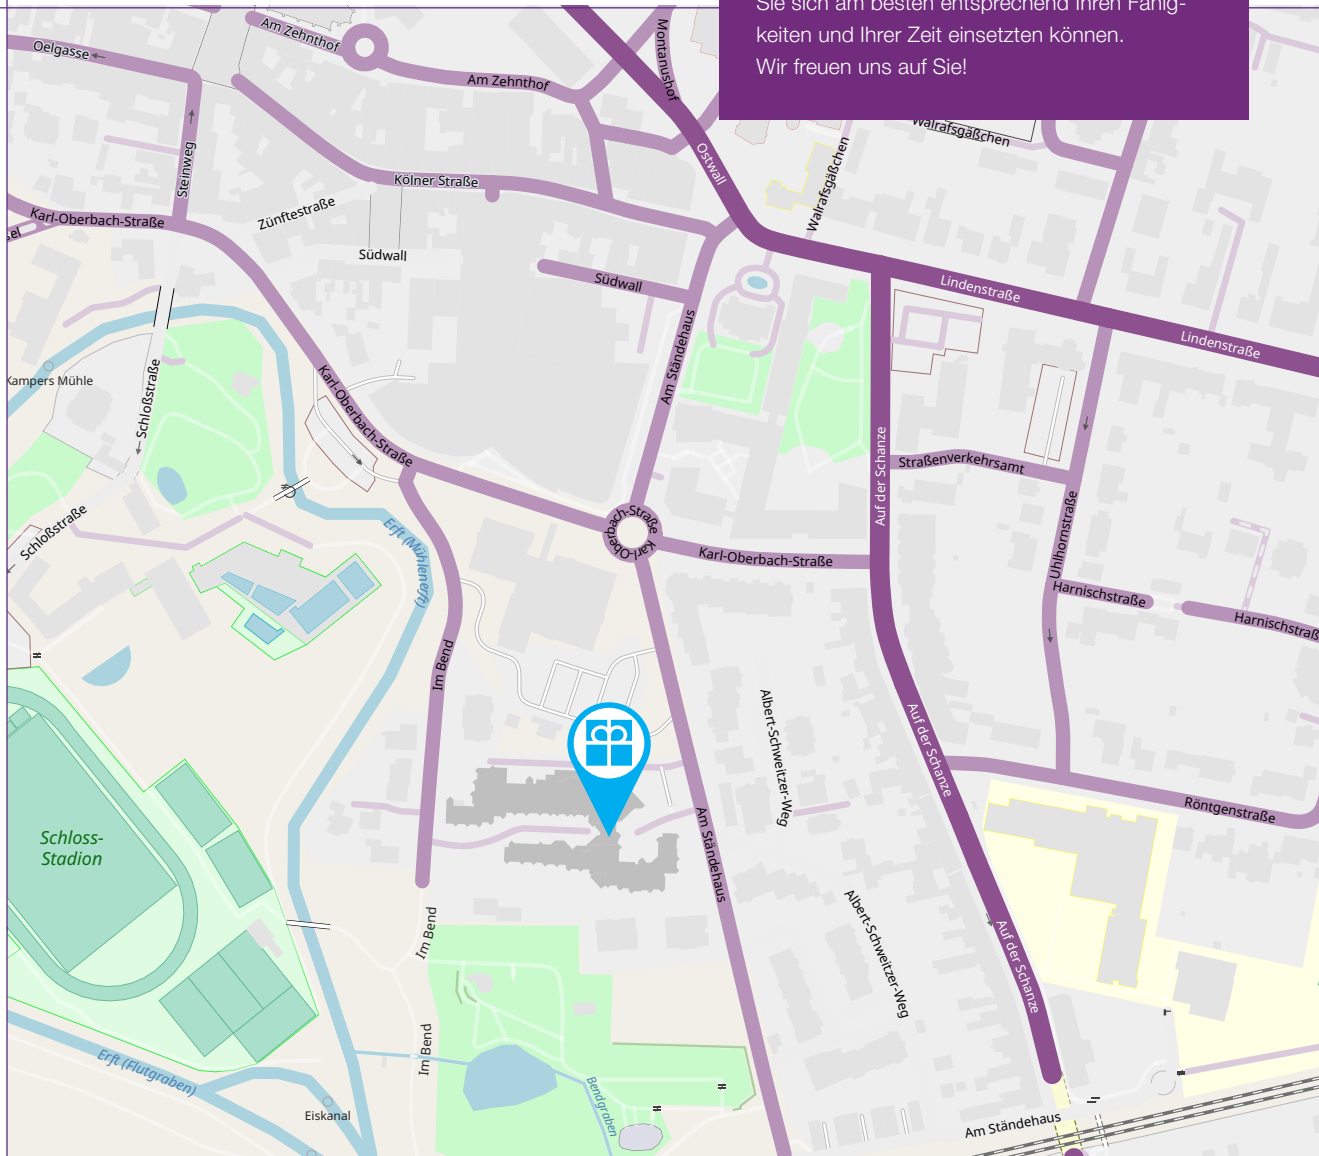 Sie sich am besten entsprechend Ihren Fähig-
keiten und Ihrer Zeit einsetzten können.
Wir freuen uns auf Sie!
Oelgasse
Am Zehnthof
Am Zehnthof
Montanushof
Ostwall
Walrafsgäßchen
Walrafsgäßchen
Steinweg
Kölner Straße
Karl-Oberbach-Straße
Zünftestraße
Südwall
Südwall
sel
Lindenstraße
Lindenstraße
Am Ständehaus
Kampers Mühle
Schloßstraße
Karl-Oberbach-Straße
Auf der Schanze
Straßenverkehrsamt
Schloßstraße
Erft (Mühlenerft)
Karl-Oberbach-Straße
Karl-Oberbach-Straße
Uhlhornstraße
Harnischstraße
Harnischstraß
Im Bend
Albert-Schweitzer-Weg
Auf der Schanze
Röntgenstraße
Schloss-
Stadion
Am Ständehaus
Im Bend
Albert-Schweitzer-Weg
Auf der Schanze
Im Bend
Erft (Flutgraben)
Bendgraben
Eiskanal
Am Ständehaus